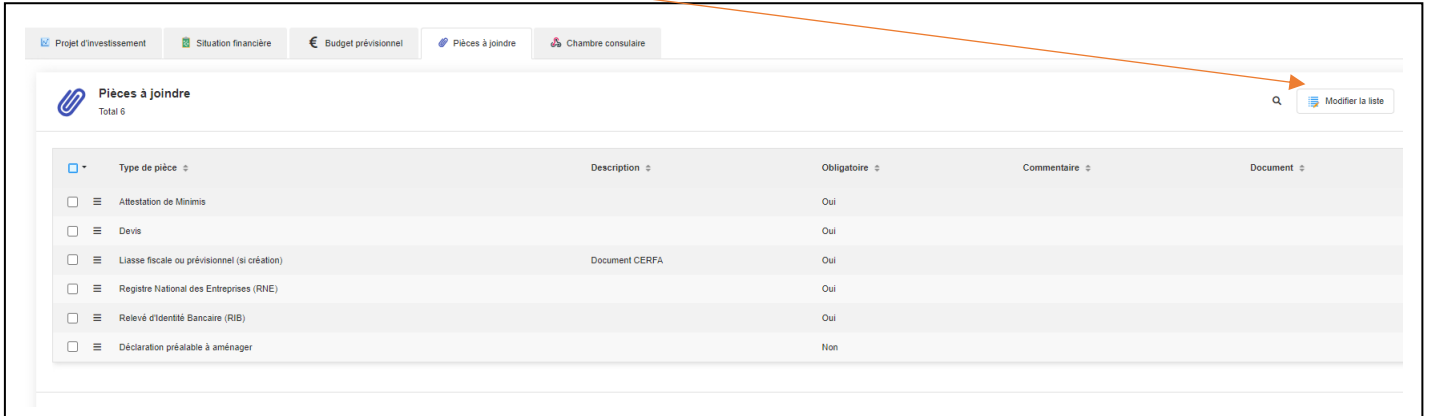 Projet d'investissement Situation financière € Budget prévisionnel Pièces à joindre Chambre consulaire
Pièces à joindre
Total 6
Modifier la liste
Type de pièce Description Obligatoire Commentaire Document
Attestation de Minimis Oui
Devis Oui
Liasse fiscale ou prévisionnel (si création) Document CERFA Oui
Registre National des Entreprises (RNE) Oui
Relevé d'Identité Bancaire (RIB) Oui
Déclaration préalable à aménager Non